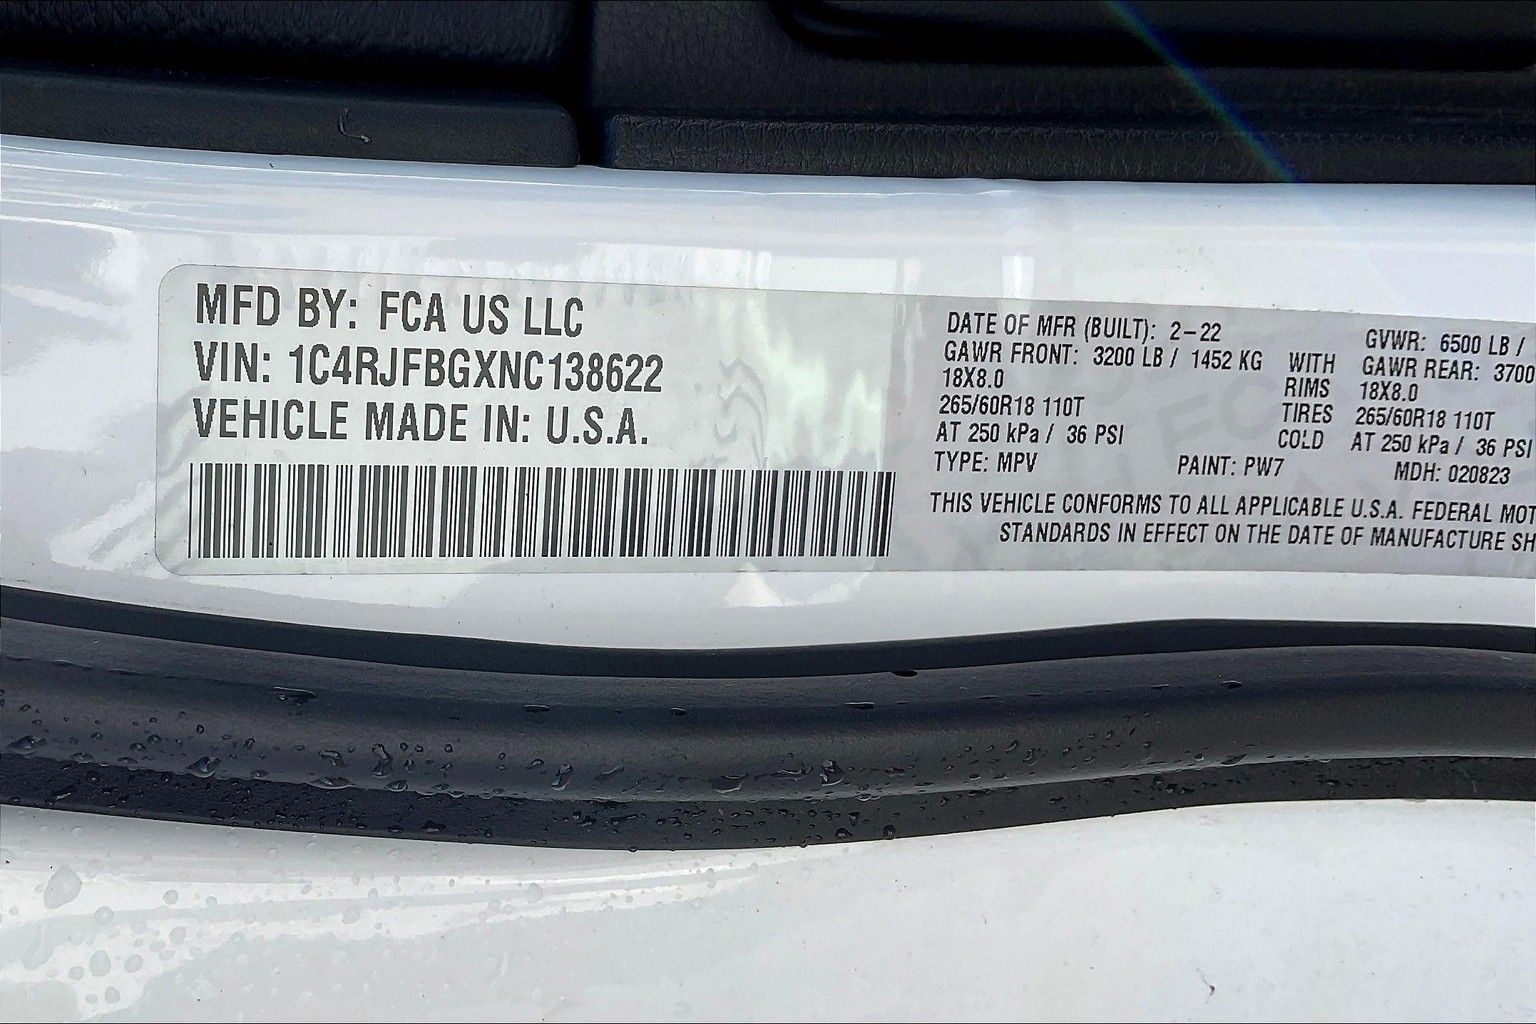 MFD BY: FCA US LLC
VIN: 1C4RJFBGXNC138622
VEHICLE MADE IN: U.S.A.
DATE OF MFR (BUILT): 2-22 GVWR: 6500 LB /
GAWR FRONT: 3200 LB / 1452 KG WITH GAWR REAR: 3700
18X8.0 RIMS 18X8.0
265/60R18 110T TIRES 265/60R18 110T
AT 250 kPa / 36 PSI COLD AT 250 kPa / 36 PSI
TYPE: MPV PAINT: PW7 MDH: 020823
THIS VEHICLE CONFORMS TO ALL APPLICABLE U.S.A. FEDERAL MOT
STANDARDS IN EFFECT ON THE DATE OF MANUFACTURE SH